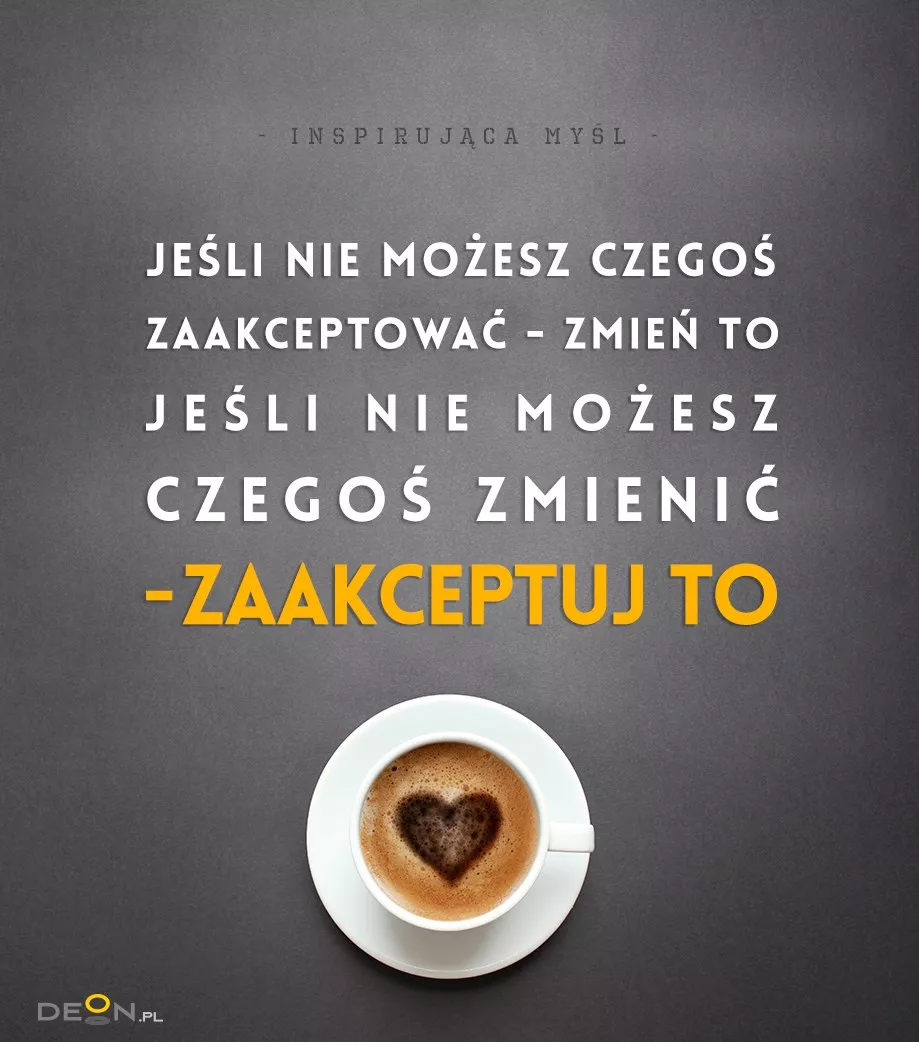 - INSPIRUJĄCA MYŚL -
JEŚLI NIE MOŻESZ CZEGOŚ
ZAAKCEPTOWAĆ - ZMIEŃ TO
JEŚLI NIE MOŻESZ
CZEGOŚ ZMIENIĆ
-ZAAKCEPTUJ TO
DEON.PL